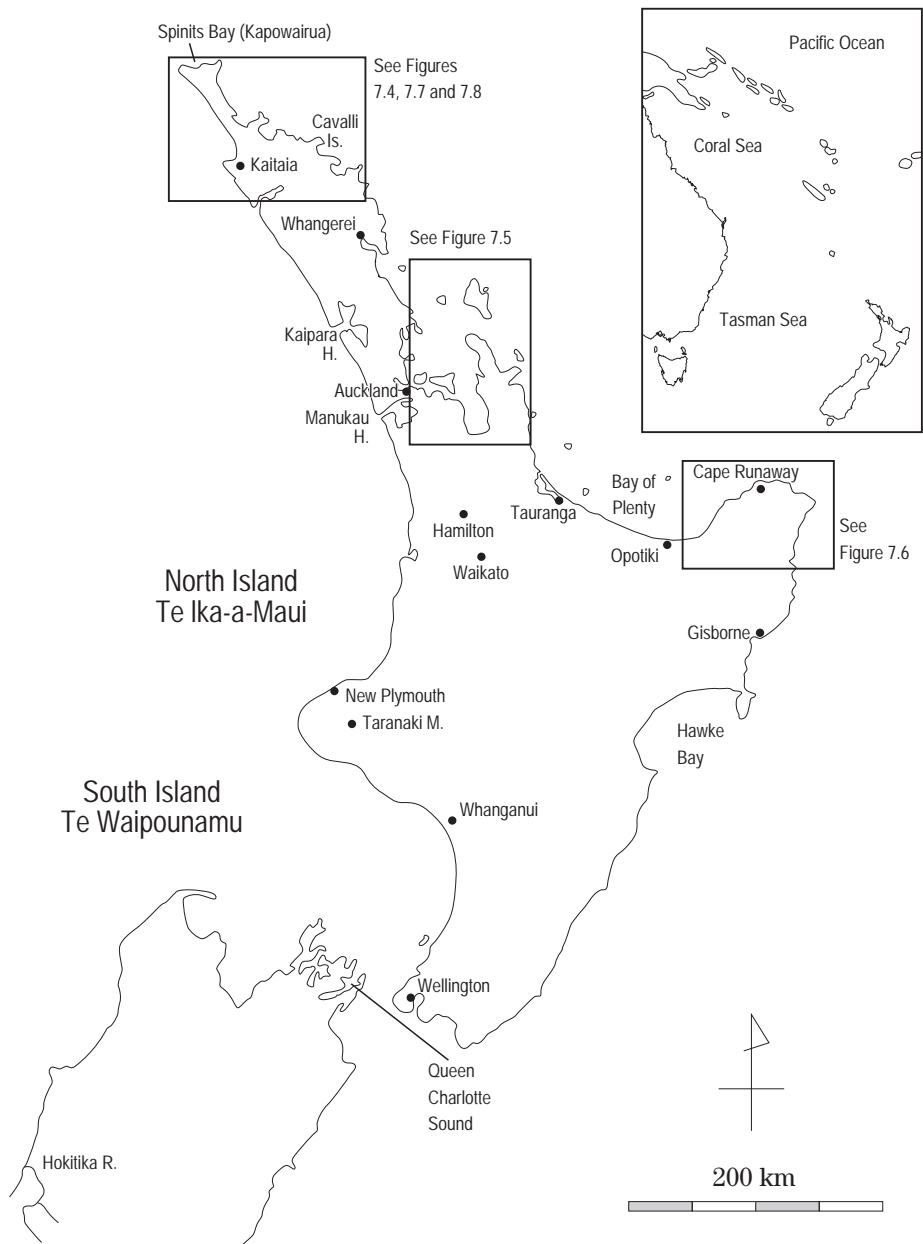 Spinits Bay (Kapowairua)
See Figures
7.4, 7.7 and 7.8
Cavalli
Is.
Kaitaia
Whangerei
See Figure 7.5
Kaipara
H.
Auckland
Manukau
H.
Pacific Ocean
Coral Sea
Tasman Sea
Cape Runaway
Bay of
Plenty
Tauranga
Hamilton
Opotiki
See
Figure 7.6
Waikato
North Island
Te Ika-a-Maui
Gisborne
New Plymouth
Taranaki M.
Hawke
Bay
South Island
Te Waipounamu
Whanganui
Wellington
Queen
Charlotte
Sound
Hokitika R.
200 km